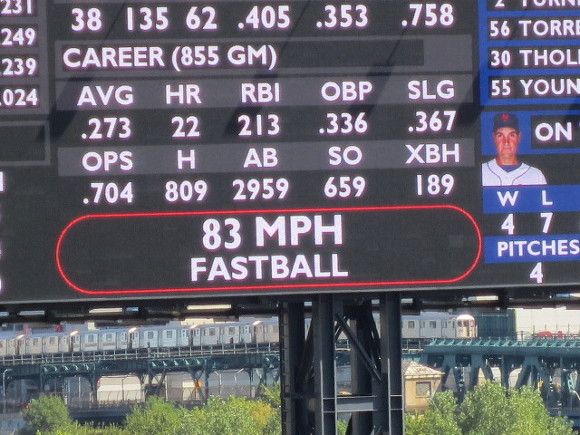 .231
249
239
.024
38 135 62 .405 .353 .758
CAREER (855 GM)
AVG HR RBI OBP SLG
.273 22 213 .336 .367
OPS H AB SO XBH
.704 809 2959 659 189
83 MPH
FASTBALL
56 TORRE
30 THOL
55 YOUN
ON
W L
4 7
PITCHES
4